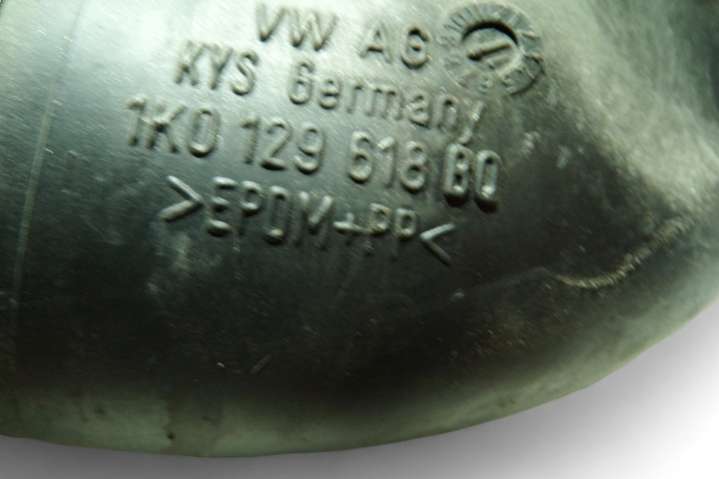 VW AG
KYS Germany
1K0 129 618 BQ
>EPDM+PP<